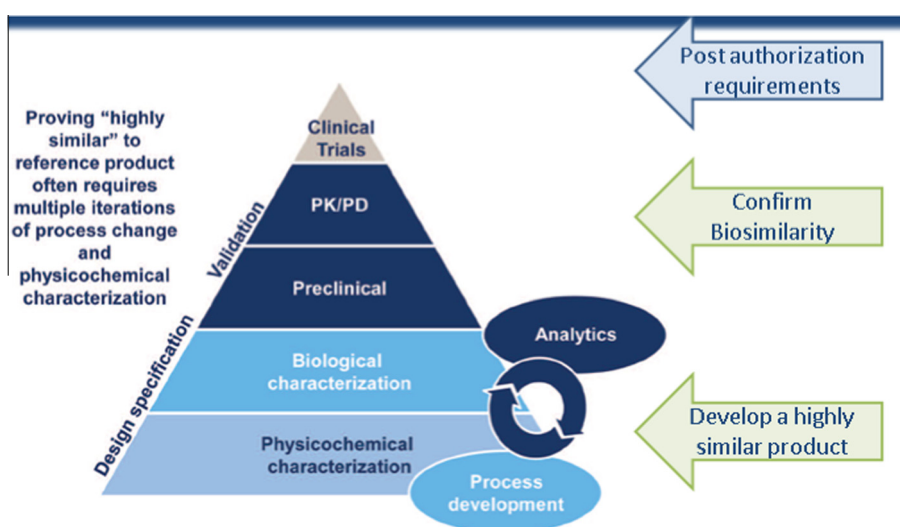 Proving “highly
similar” to
reference product
often requires
multiple iterations
of process change
and
physicochemical
characterization
Clinical
Trials
PK/PD
Preclinical
Biological
characterization
Physicochemical
characterization
Validation
Design specification
Analytics
Process
development
Post authorization
requirements
Confirm
Biosimilarity
Develop a highly
similar product